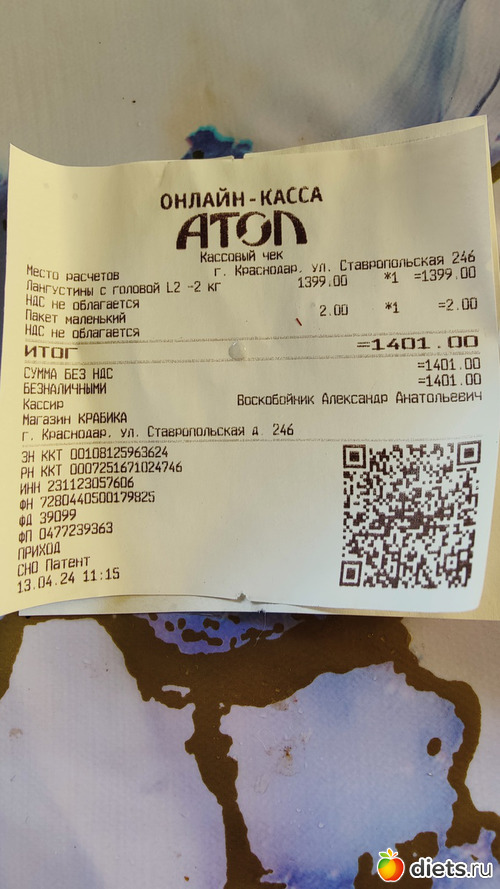 ОНЛАЙН-КАССА
АТОЛ
Кассовый чек
Место расчетов г. Краснодар, ул. Ставропольская 246
Лангустины с головой L2 -2 кг 1399.00 *1 =1399.00
НДС не облагается
Пакет маленький 2.00 *1 =2.00
НДС не облагается
ИТОГ =1401.00
СУММА БЕЗ НДС =1401.00
БЕЗНАЛИЧНЫМИ =1401.00
Кассир Воскобойник Александр Анатольевич
Магазин КРАБИКА
г. Краснодар, ул. Ставропольская д. 246
ЗН ККТ 00108125963624
РН ККТ 0007251671024746
ИНН 231123057606
ФН 7280440500179825
ФД 39099
ФП 0477239363
ПРИХОД
СНО Патент
13.04.24 11:15
diets.ru